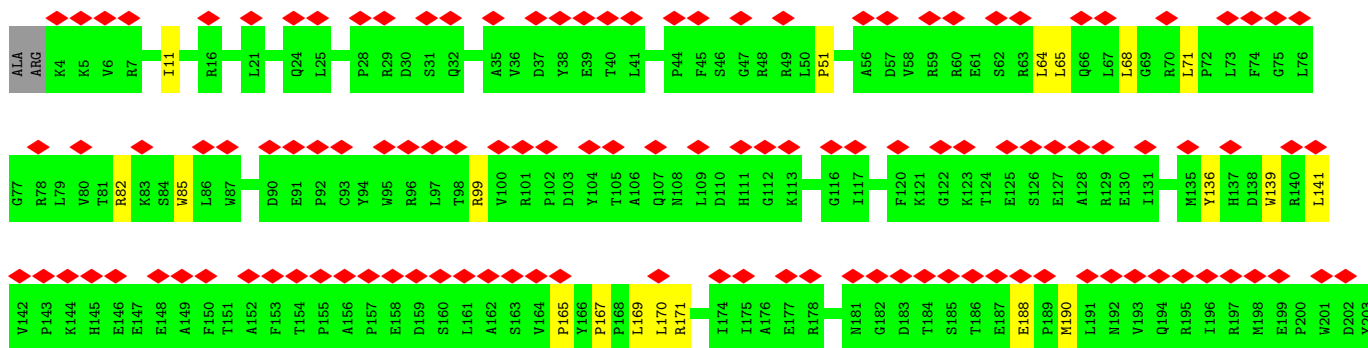 ALA ARG K4 K5 V6 R7 I11 R16 L21 Q24 L25 P28 R29 D30 S31 Q32 A35 V36 D37 Y38 E39 T40 L41 P44 F45 S46 G47 R48 R49 L50 P51 A56 D57 V58 R59 R60 E61 S62 R63 L64 L65 Q66 L67 L68 G69 R70 L71 P72 L73 F74 G75 L76
G77 R78 L79 V80 T81 R82 K83 S84 W85 L86 W87 D90 E91 P92 C93 Y94 W95 R96 L97 T98 R99 V100 R101 P102 D103 Y104 T105 A106 Q107 N108 L109 D110 H111 G112 K113 G116 I117 F120 K121 G122 K123 T124 E125 S126 E127 A128 R129 E130 I131 M135 Y136 H137 D138 W139 R140 L141
V142 P143 K144 H145 E146 E147 E148 A149 F150 T151 A152 F153 T154 P155 A156 P157 E158 D159 S160 L161 A162 S163 V164 P165 Y166 P167 P168 L169 L170 R171 I174 I175 A176 E177 R178 N181 G182 D183 T184 S185 T186 E187 E188 P189 M190 L191 N192 V193 Q194 R195 I196 R197 M198 E199 P200 W201 D202 Y203